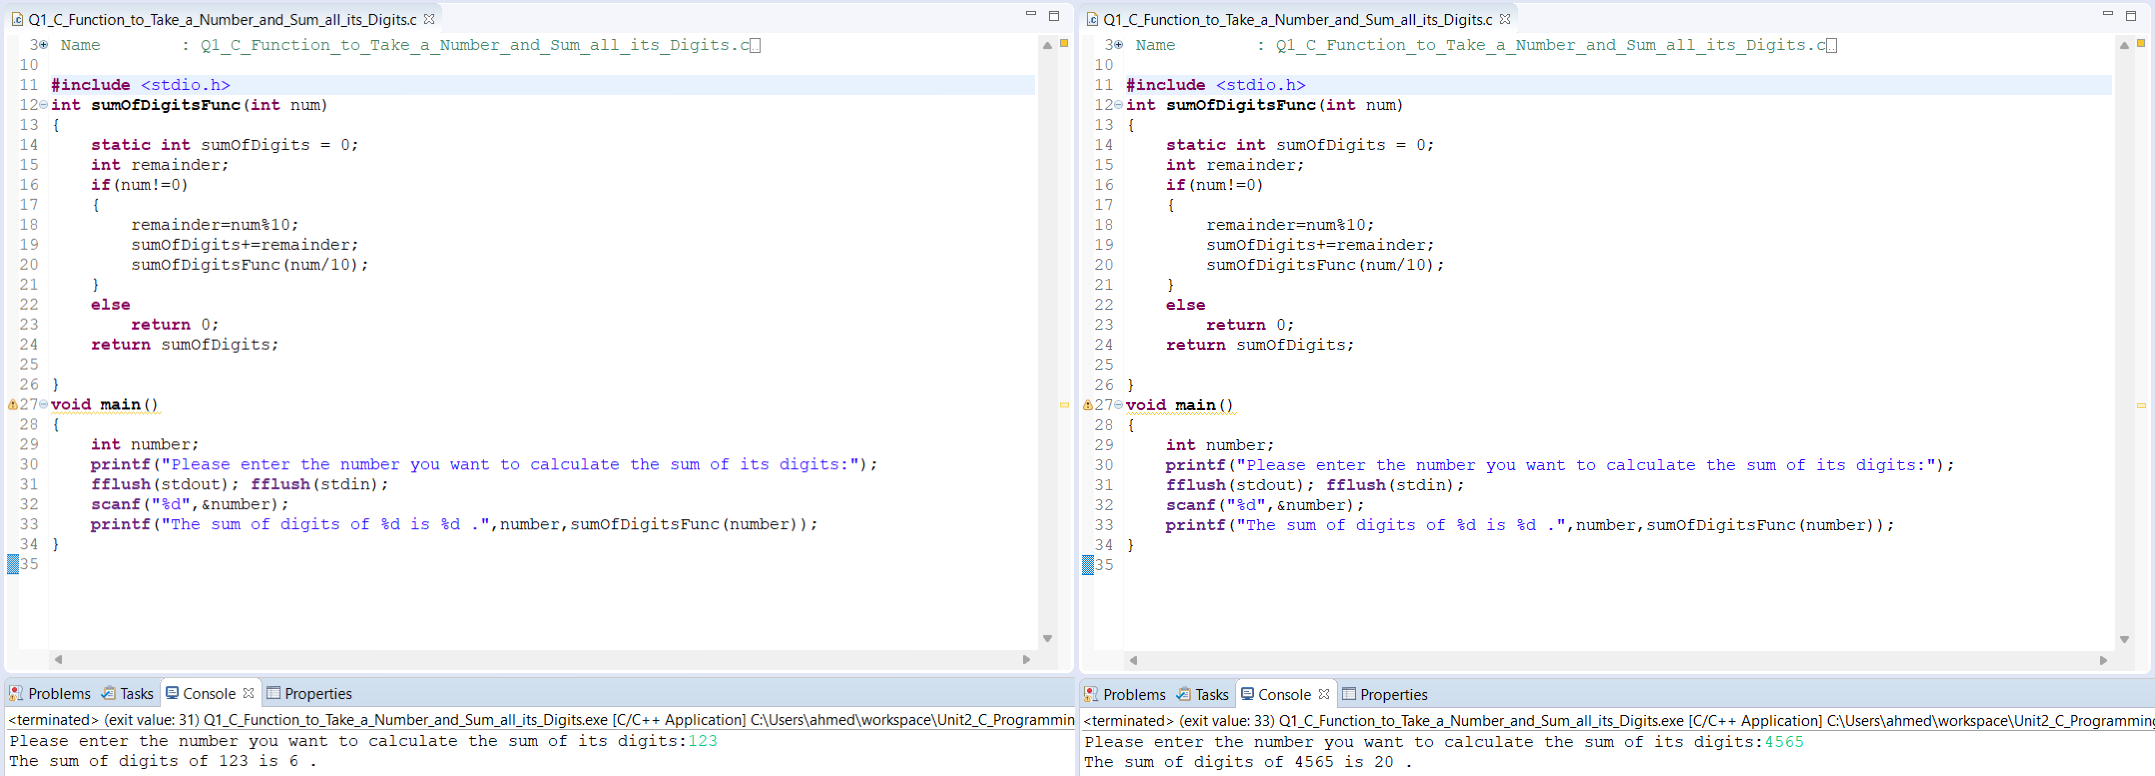 Q1_C_Function_to_Take_a_Number_and_Sum_all_its_Digits.c
3 Name : Q1_C_Function_to_Take_a_Number_and_Sum_all_its_Digits.c
10
11 #include <stdio.h>
12 int sumOfDigitsFunc(int num)
13 {
14 static int sumOfDigits = 0;
15 int remainder;
16 if(num!=0)
17 {
18 remainder=num%10;
19 sumOfDigits+=remainder;
20 sumOfDigitsFunc(num/10);
21 }
22 else
23 return 0;
24 return sumOfDigits;
25
26 }
27 void main()
28 {
29 int number;
30 printf("Please enter the number you want to calculate the sum of its digits:");
31 fflush(stdout); fflush(stdin);
32 scanf("%d",&number);
33 printf("The sum of digits of %d is %d .",number,sumOfDigitsFunc(number));
34 }
35
Problems Tasks Console Properties
<terminated> (exit value: 31) Q1_C_Function_to_Take_a_Number_and_Sum_all_its_Digits.exe [C/C++ Application] C:\Users\ahmed\workspace\Unit2_C_Programmin
Please enter the number you want to calculate the sum of its digits:123
The sum of digits of 123 is 6 .
Q1_C_Function_to_Take_a_Number_and_Sum_all_its_Digits.c
3 Name : Q1_C_Function_to_Take_a_Number_and_Sum_all_its_Digits.c
10
11 #include <stdio.h>
12 int sumOfDigitsFunc(int num)
13 {
14 static int sumOfDigits = 0;
15 int remainder;
16 if(num!=0)
17 {
18 remainder=num%10;
19 sumOfDigits+=remainder;
20 sumOfDigitsFunc(num/10);
21 }
22 else
23 return 0;
24 return sumOfDigits;
25
26 }
27 void main()
28 {
29 int number;
30 printf("Please enter the number you want to calculate the sum of its digits:");
31 fflush(stdout); fflush(stdin);
32 scanf("%d",&number);
33 printf("The sum of digits of %d is %d .",number,sumOfDigitsFunc(number));
34 }
35
Problems Tasks Console Properties
<terminated> (exit value: 33) Q1_C_Function_to_Take_a_Number_and_Sum_all_its_Digits.exe [C/C++ Application] C:\Users\ahmed\workspace\Unit2_C_Programming
Please enter the number you want to calculate the sum of its digits:4565
The sum of digits of 4565 is 20 .